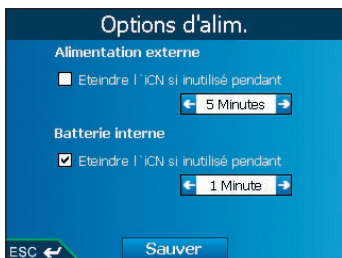 Options d'alim.
Alimentation externe
Eteindre l`iCN si inutilisé pendant
5 Minutes
Batterie interne
Eteindre l`iCN si inutilisé pendant
1 Minute
ESC
Sauver